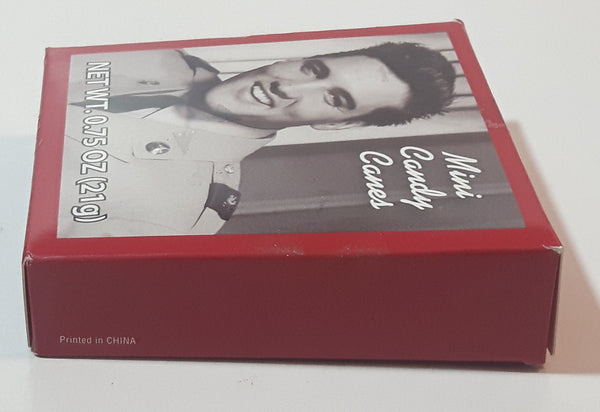 Mini
Candy
Canes
NET WT. 0.75 OZ (21g)
Printed in CHINA